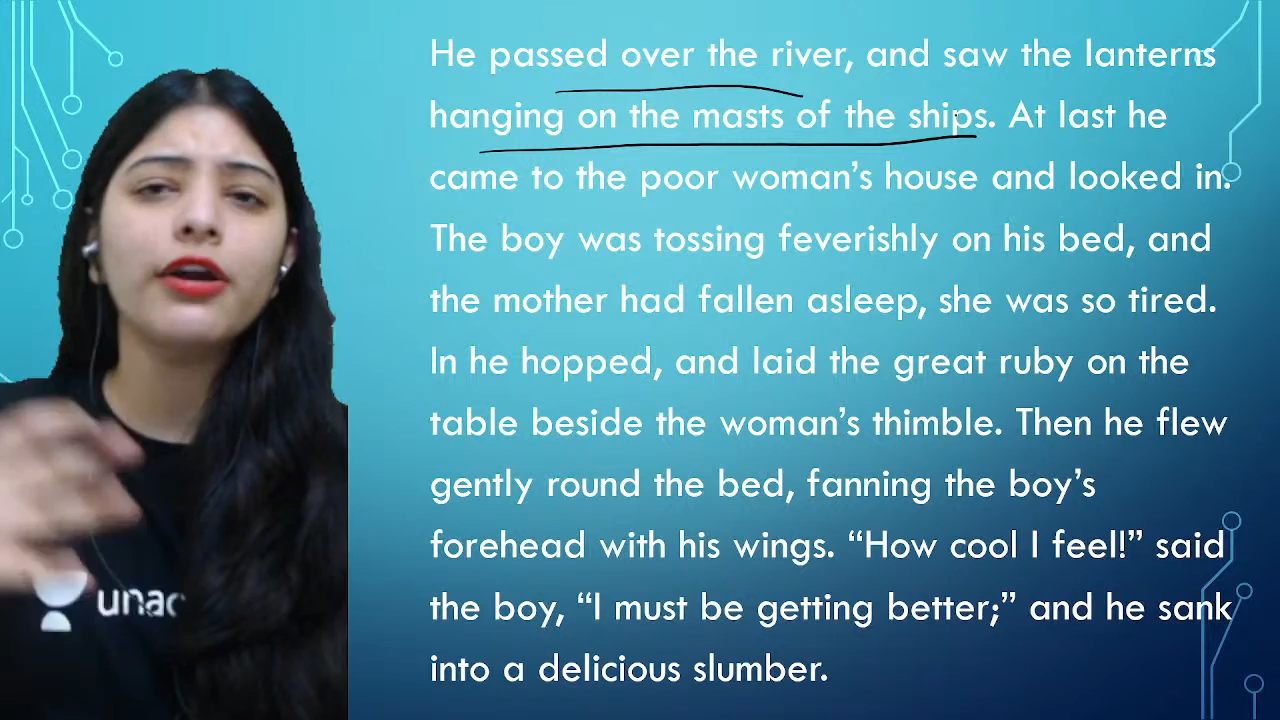 He passed over the river, and saw the lanterns
hanging on the masts of the ships. At last he
came to the poor woman’s house and looked in.
The boy was tossing feverishly on his bed, and
the mother had fallen asleep, she was so tired.
In he hopped, and laid the great ruby on the
table beside the woman’s thimble. Then he flew
gently round the bed, fanning the boy’s
forehead with his wings. “How cool I feel!” said
the boy, “I must be getting better;” and he sank
into a delicious slumber.
unac